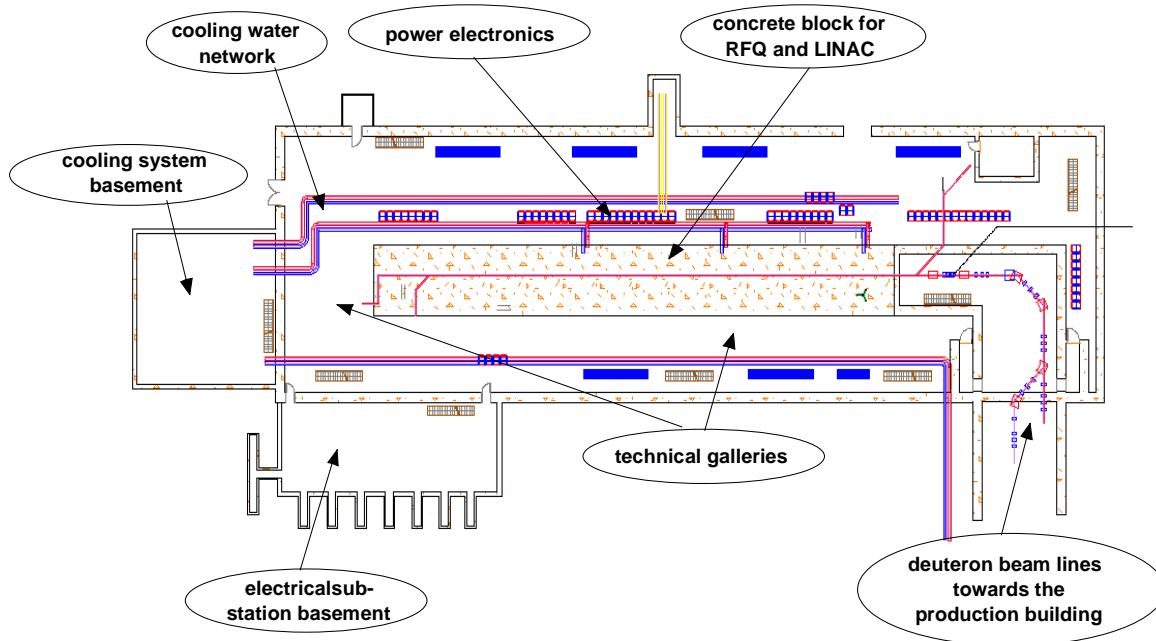 cooling water
network
power electronics
concrete block for
RFQ and LINAC
cooling system
basement
technical galleries
electricalsub-
station basement
deuteron beam lines
towards the
production building